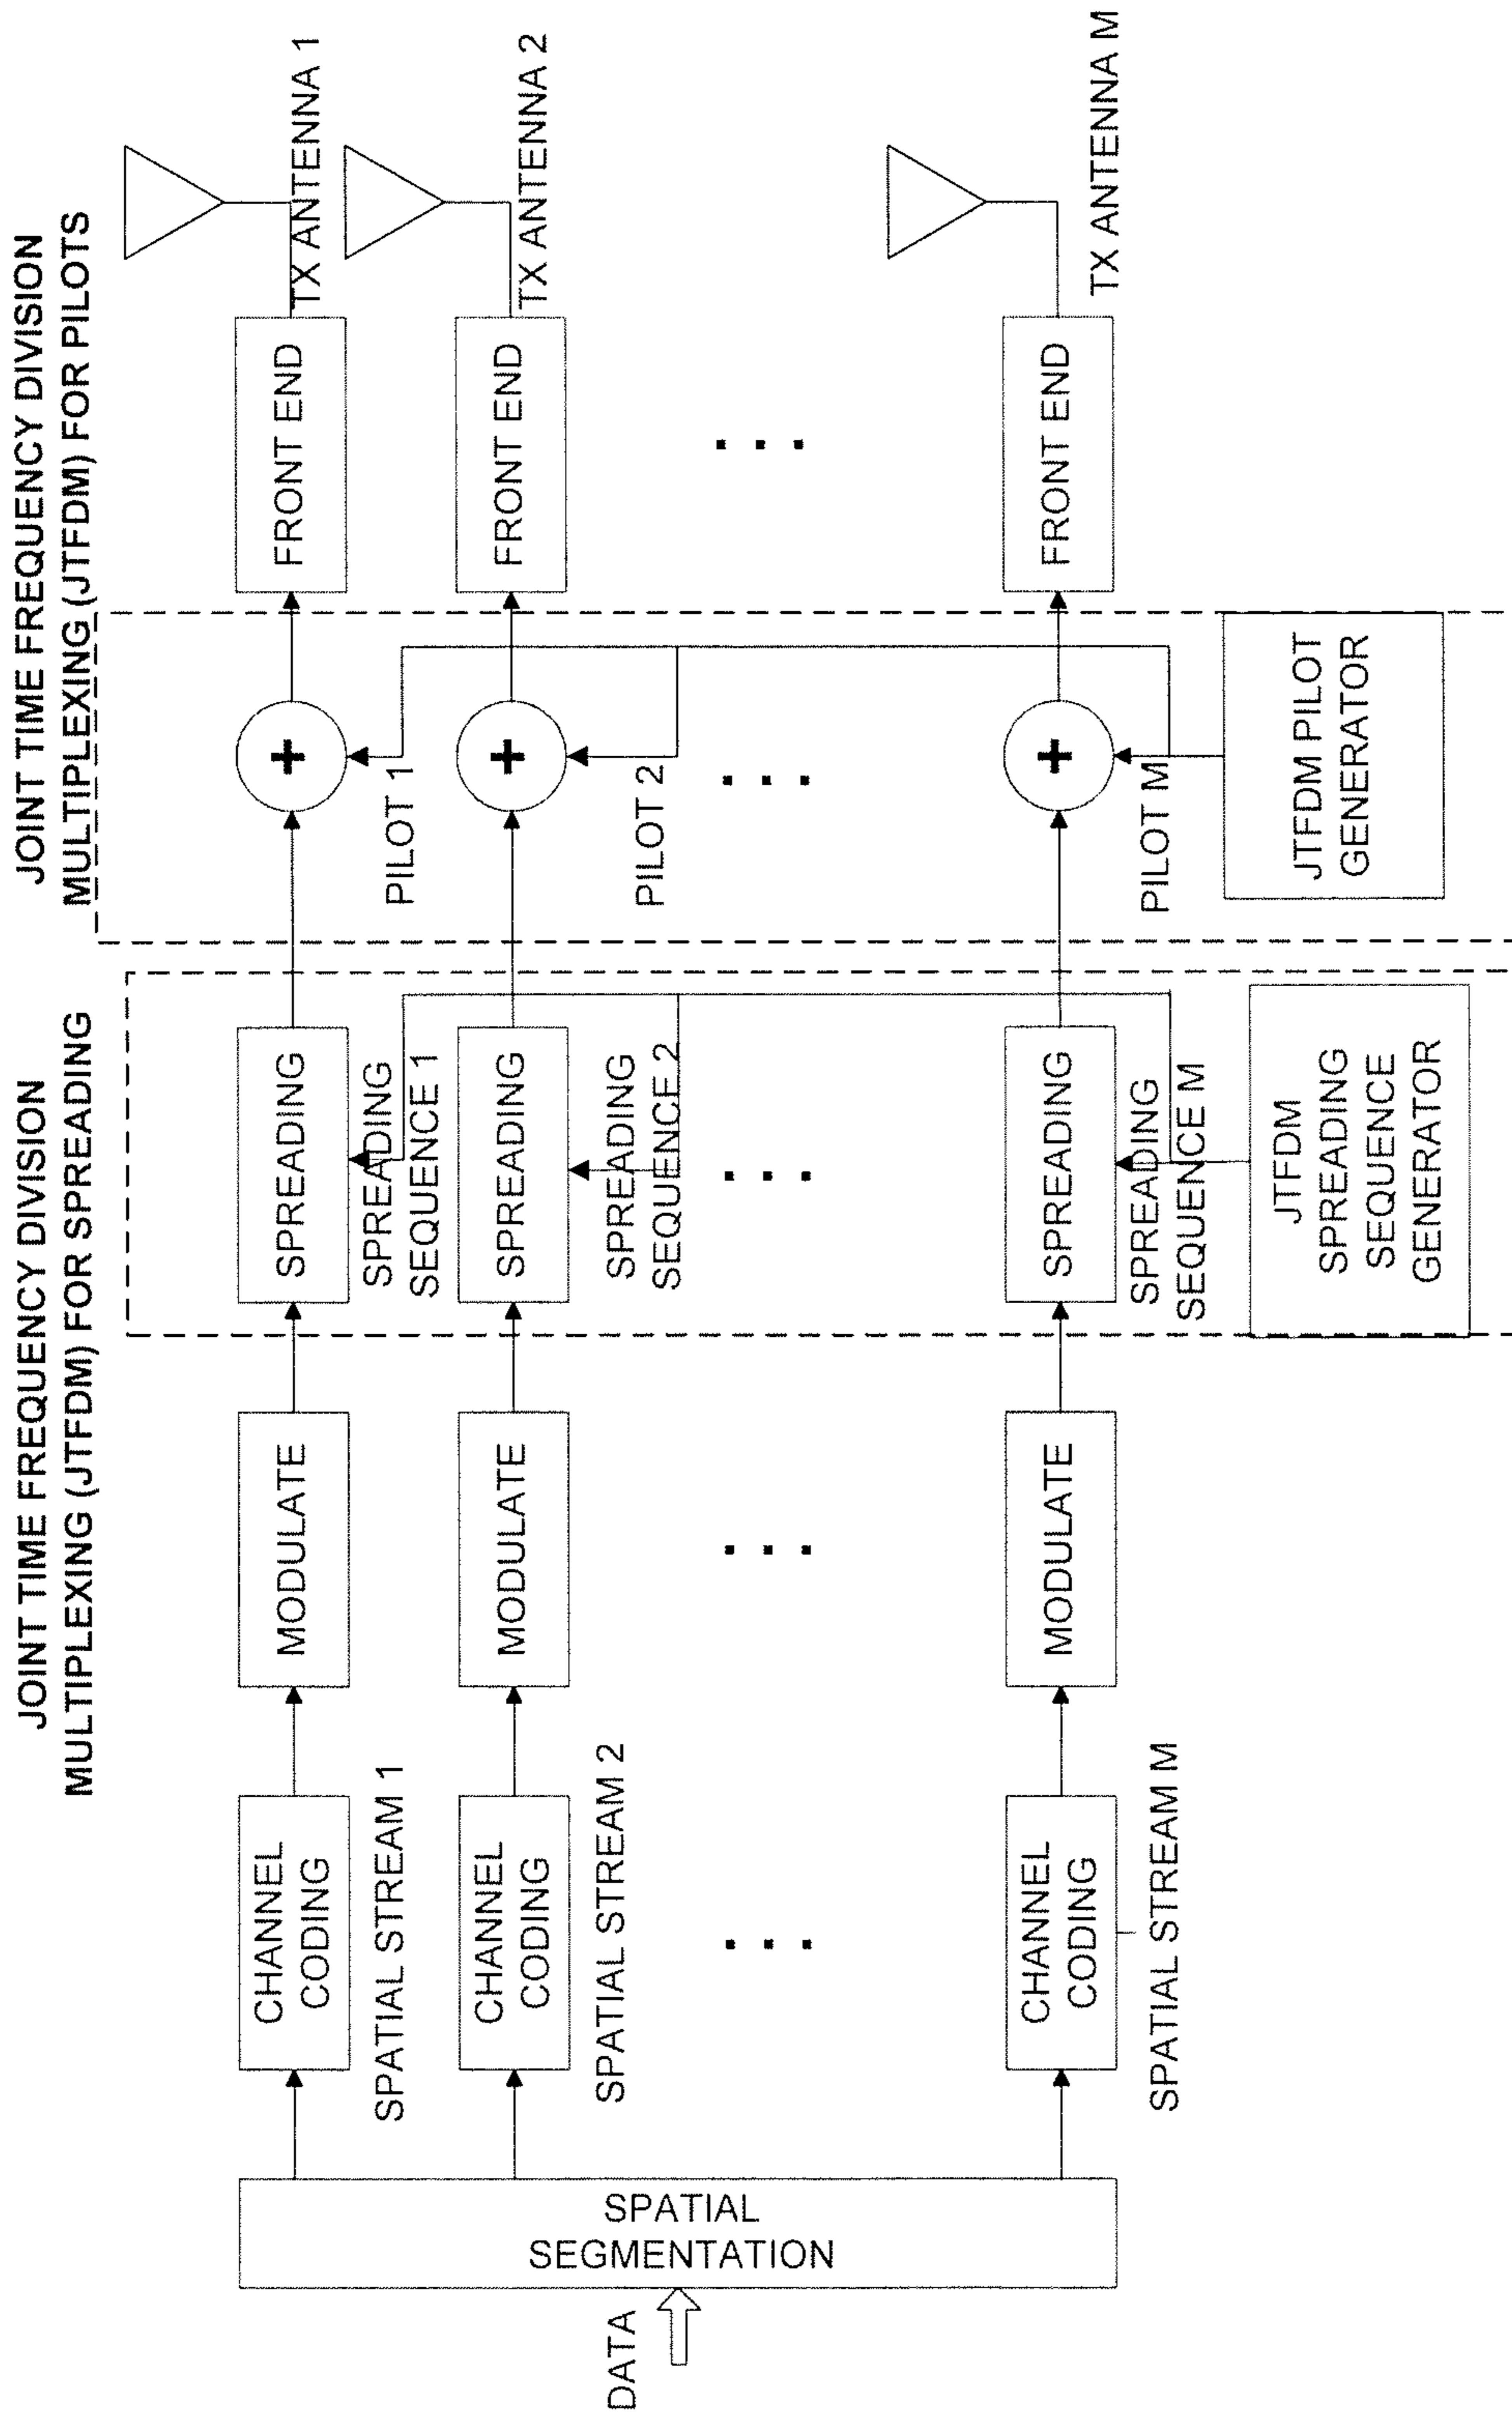 JOINT TIME FREQUENCY DIVISION
MULTIPLEXING (JTFDM) FOR SPREADING
JOINT TIME FREQUENCY DIVISION
MULTIPLEXING (JTFDM) FOR PILOTS
DATA
SPATIAL
SEGMENTATION
CHANNEL
CODING
SPATIAL STREAM 1
MODULATE
SPREADING
SPREADING
SEQUENCE 1
+
PILOT 1
FRONT END
TX ANTENNA 1
CHANNEL
CODING
SPATIAL STREAM 2
MODULATE
SPREADING
SPREADING
SEQUENCE 2
+
PILOT 2
FRONT END
TX ANTENNA 2
CHANNEL
CODING
SPATIAL STREAM M
MODULATE
SPREADING
SPREADING
SEQUENCE M
+
PILOT M
FRONT END
TX ANTENNA M
JTFDM
SPREADING
SEQUENCE
GENERATOR
JTFDM PILOT
GENERATOR